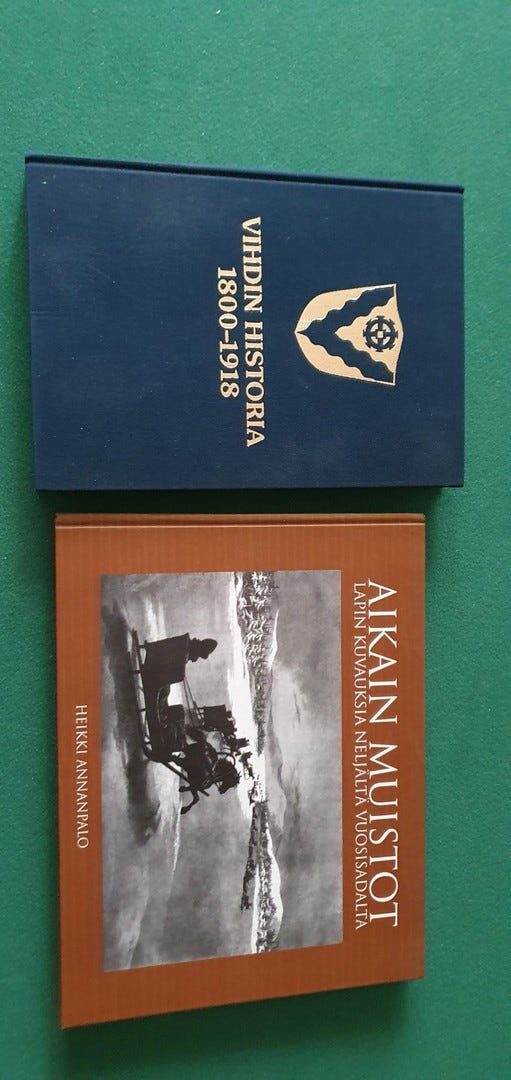 VIHDIN HISTORIA
1800-1918
AIKAIN MUISTOT
LAPIN KUVAUKSIA NELJÄLTÄ VUOSISADALTA
HEIKKI ANNANPALO